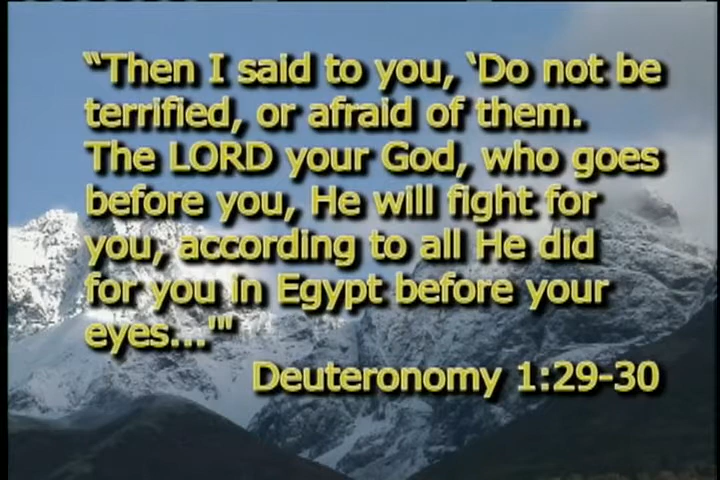 “Then I said to you, ‘Do not be
terrified, or afraid of them.
The LORD your God, who goes
before you, He will fight for
you, according to all He did
for you in Egypt before your
eyes...'"
Deuteronomy 1:29-30